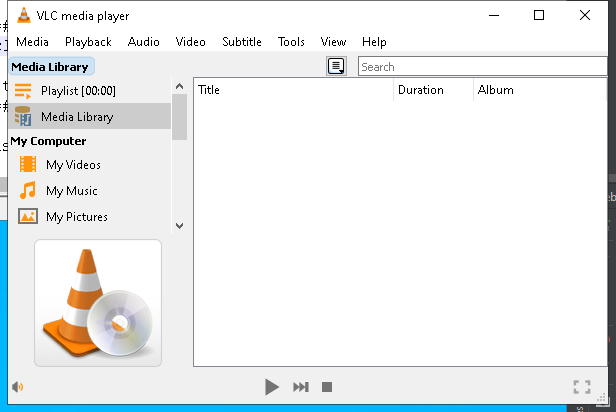 VLC media player
Media Playback Audio Video Subtitle Tools View Help
Media Library
Search
Playlist [00:00]
Media Library
My Computer
My Videos
My Music
My Pictures
Title Duration Album